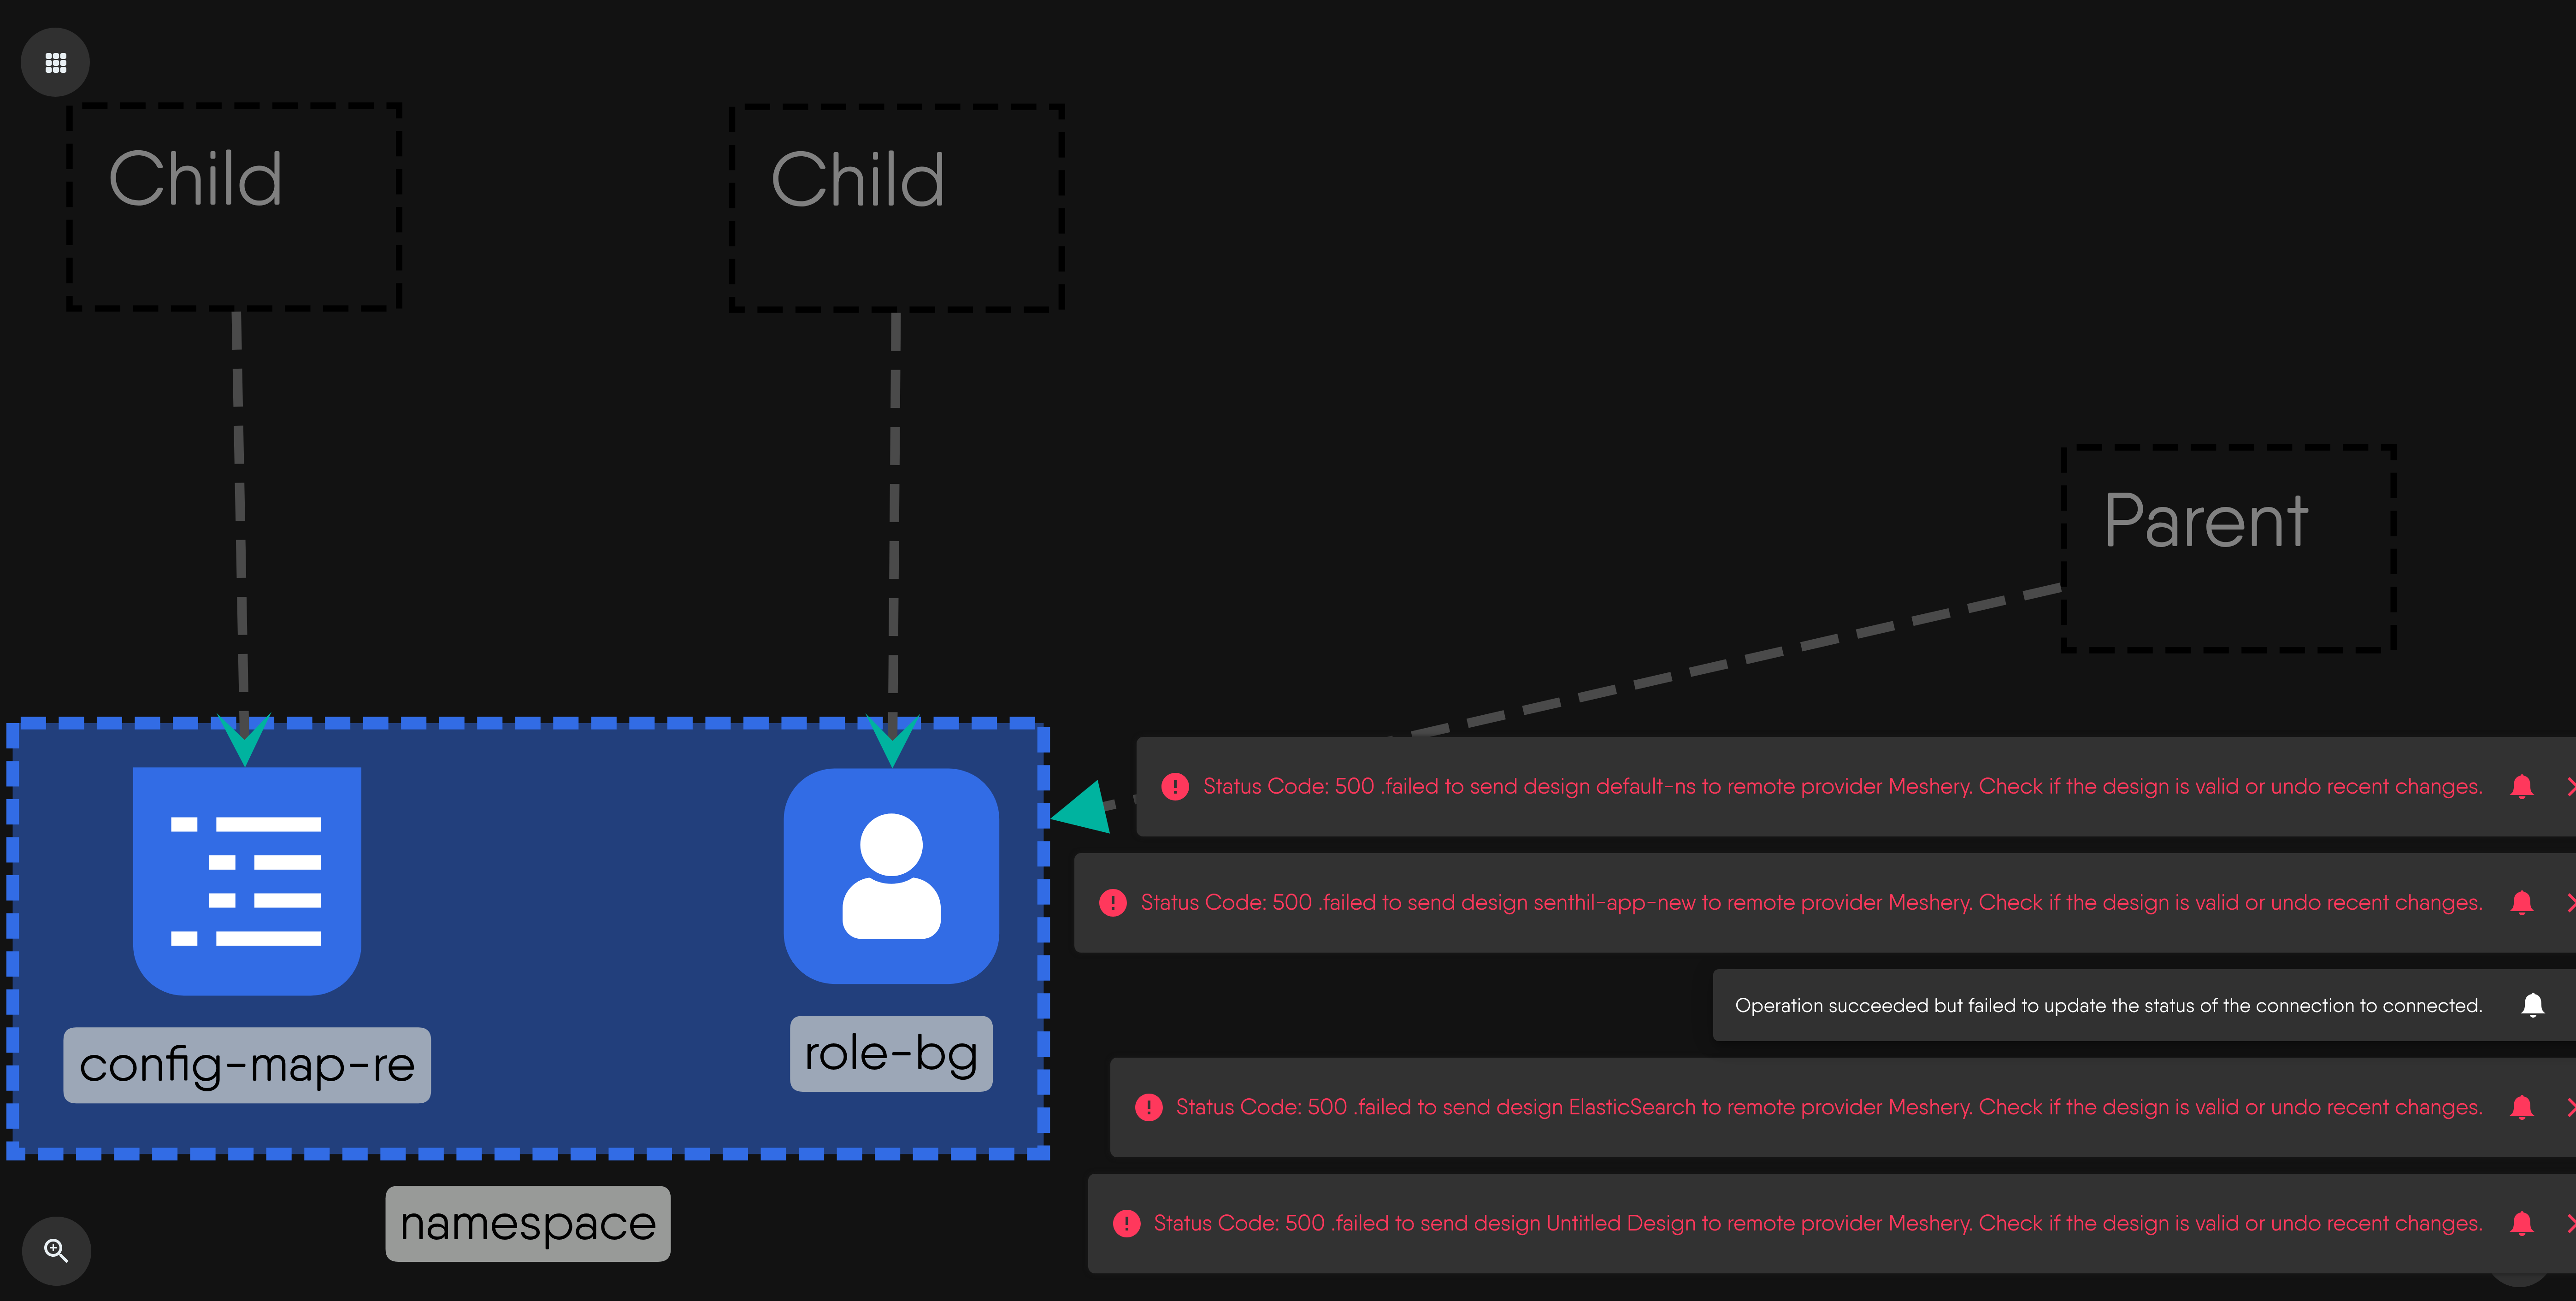 Child
Child
Parent
Status Code: 500 .failed to send design default-ns to remote provider Meshery. Check if the design is valid or undo recent changes.
Status Code: 500 .failed to send design senthil-app-new to remote provider Meshery. Check if the design is valid or undo recent changes.
Operation succeeded but failed to update the status of the connection to connected.
config-map-re
role-bg
Status Code: 500 .failed to send design ElasticSearch to remote provider Meshery. Check if the design is valid or undo recent changes.
namespace
Status Code: 500 .failed to send design Untitled Design to remote provider Meshery. Check if the design is valid or undo recent changes.